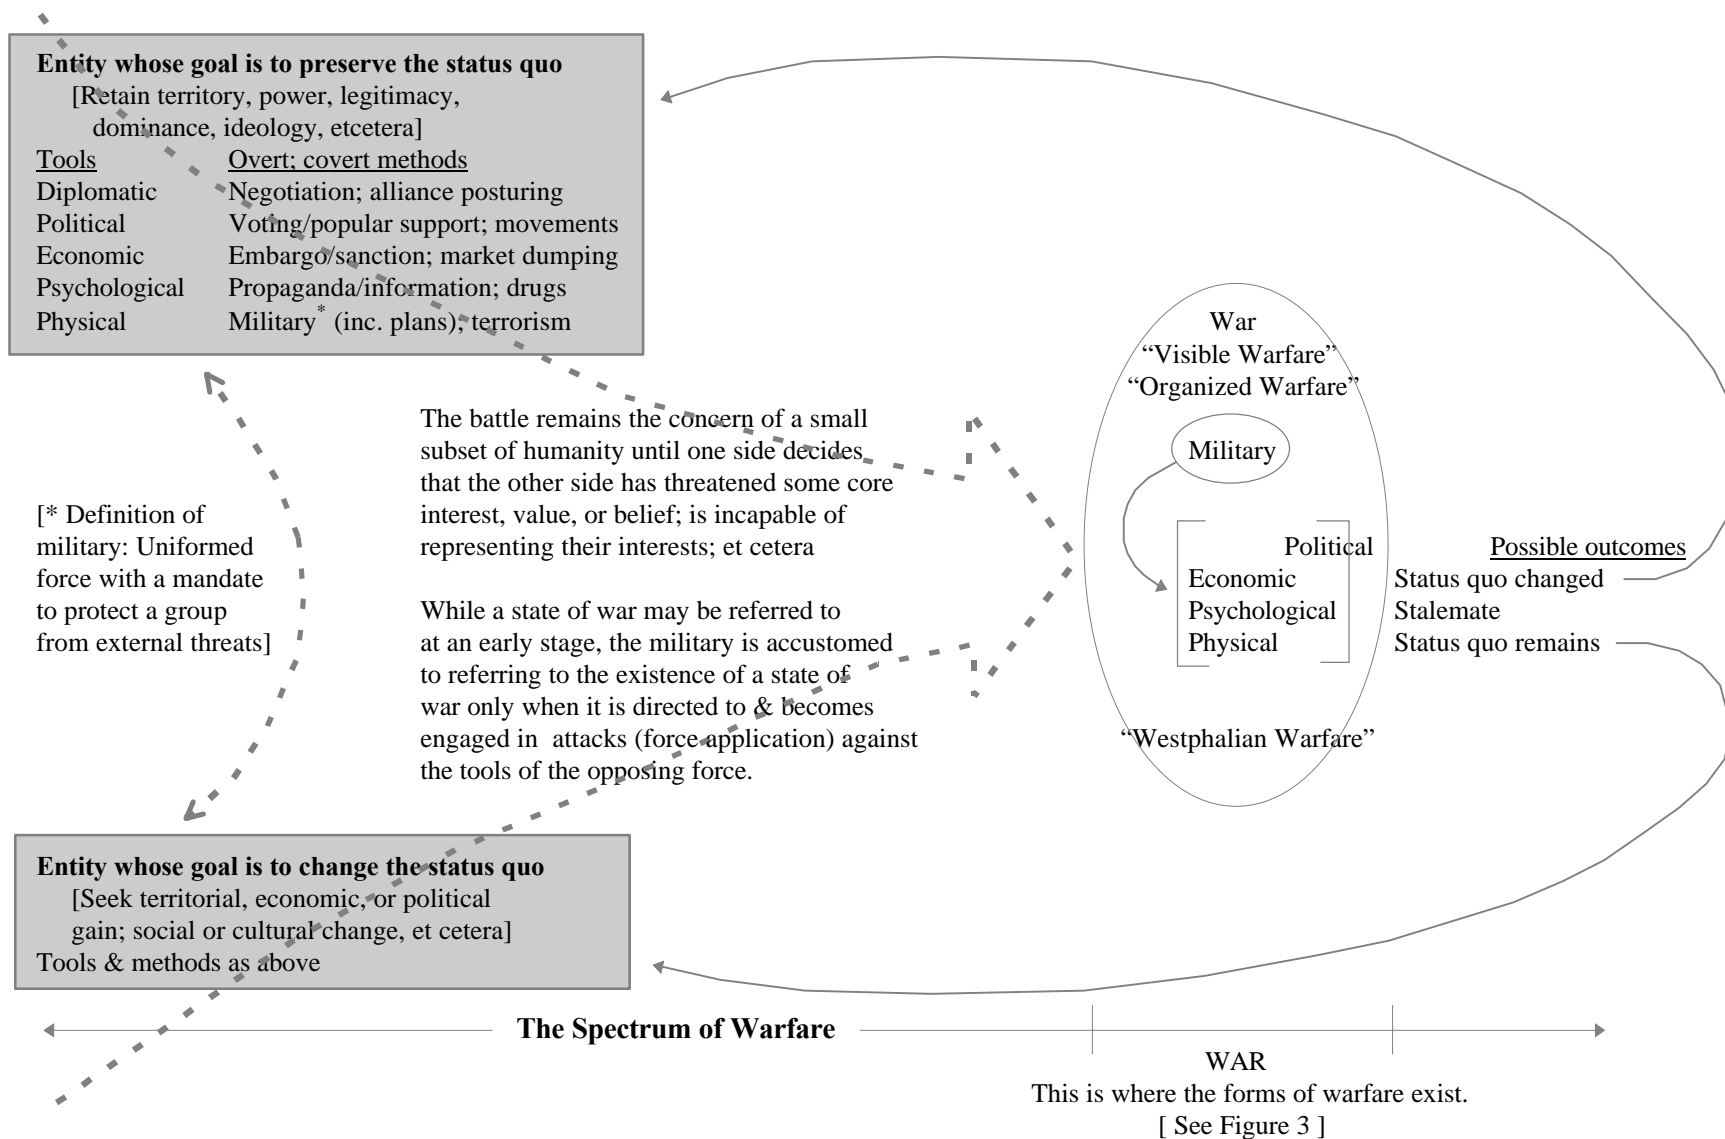 Entity whose goal is to preserve the status quo
[Retain territory, power, legitimacy,
dominance, ideology, etcetera]
Tools Overt; covert methods
Diplomatic Negotiation; alliance posturing
Political Voting/popular support; movements
Economic Embargo/sanction; market dumping
Psychological Propaganda/information; drugs
Physical Military* (inc. plans); terrorism
[* Definition of
military: Uniformed
force with a mandate
to protect a group
from external threats]
The battle remains the concern of a small
subset of humanity until one side decides
that the other side has threatened some core
interest, value, or belief; is incapable of
representing their interests; et cetera
While a state of war may be referred to
at an early stage, the military is accustomed
to referring to the existence of a state of
war only when it is directed to & becomes
engaged in attacks (force application) against
the tools of the opposing force.
War
“Visible Warfare”
“Organized Warfare”
Military
Political
Economic
Psychological
Physical
“Westphalian Warfare”
Possible outcomes
Status quo changed
Stalemate
Status quo remains
Entity whose goal is to change the status quo
[Seek territorial, economic, or political
gain; social or cultural change, et cetera]
Tools & methods as above
The Spectrum of Warfare
WAR
This is where the forms of warfare exist.
[ See Figure 3 ]